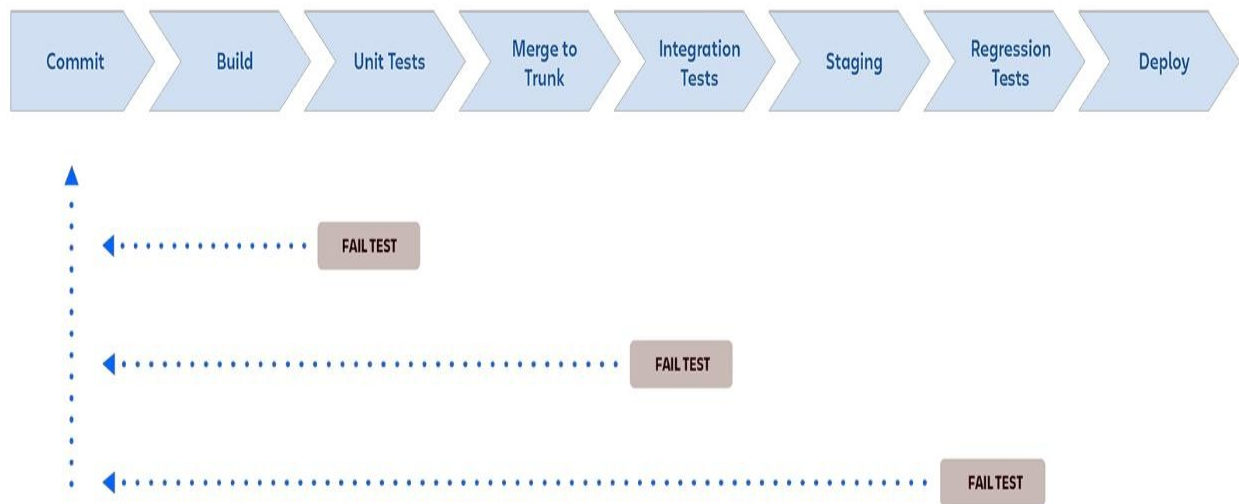 Commit
Build
Unit Tests
Merge to
Trunk
Integration
Tests
Staging
Regression
Tests
Deploy
FAIL TEST
FAIL TEST
FAIL TEST